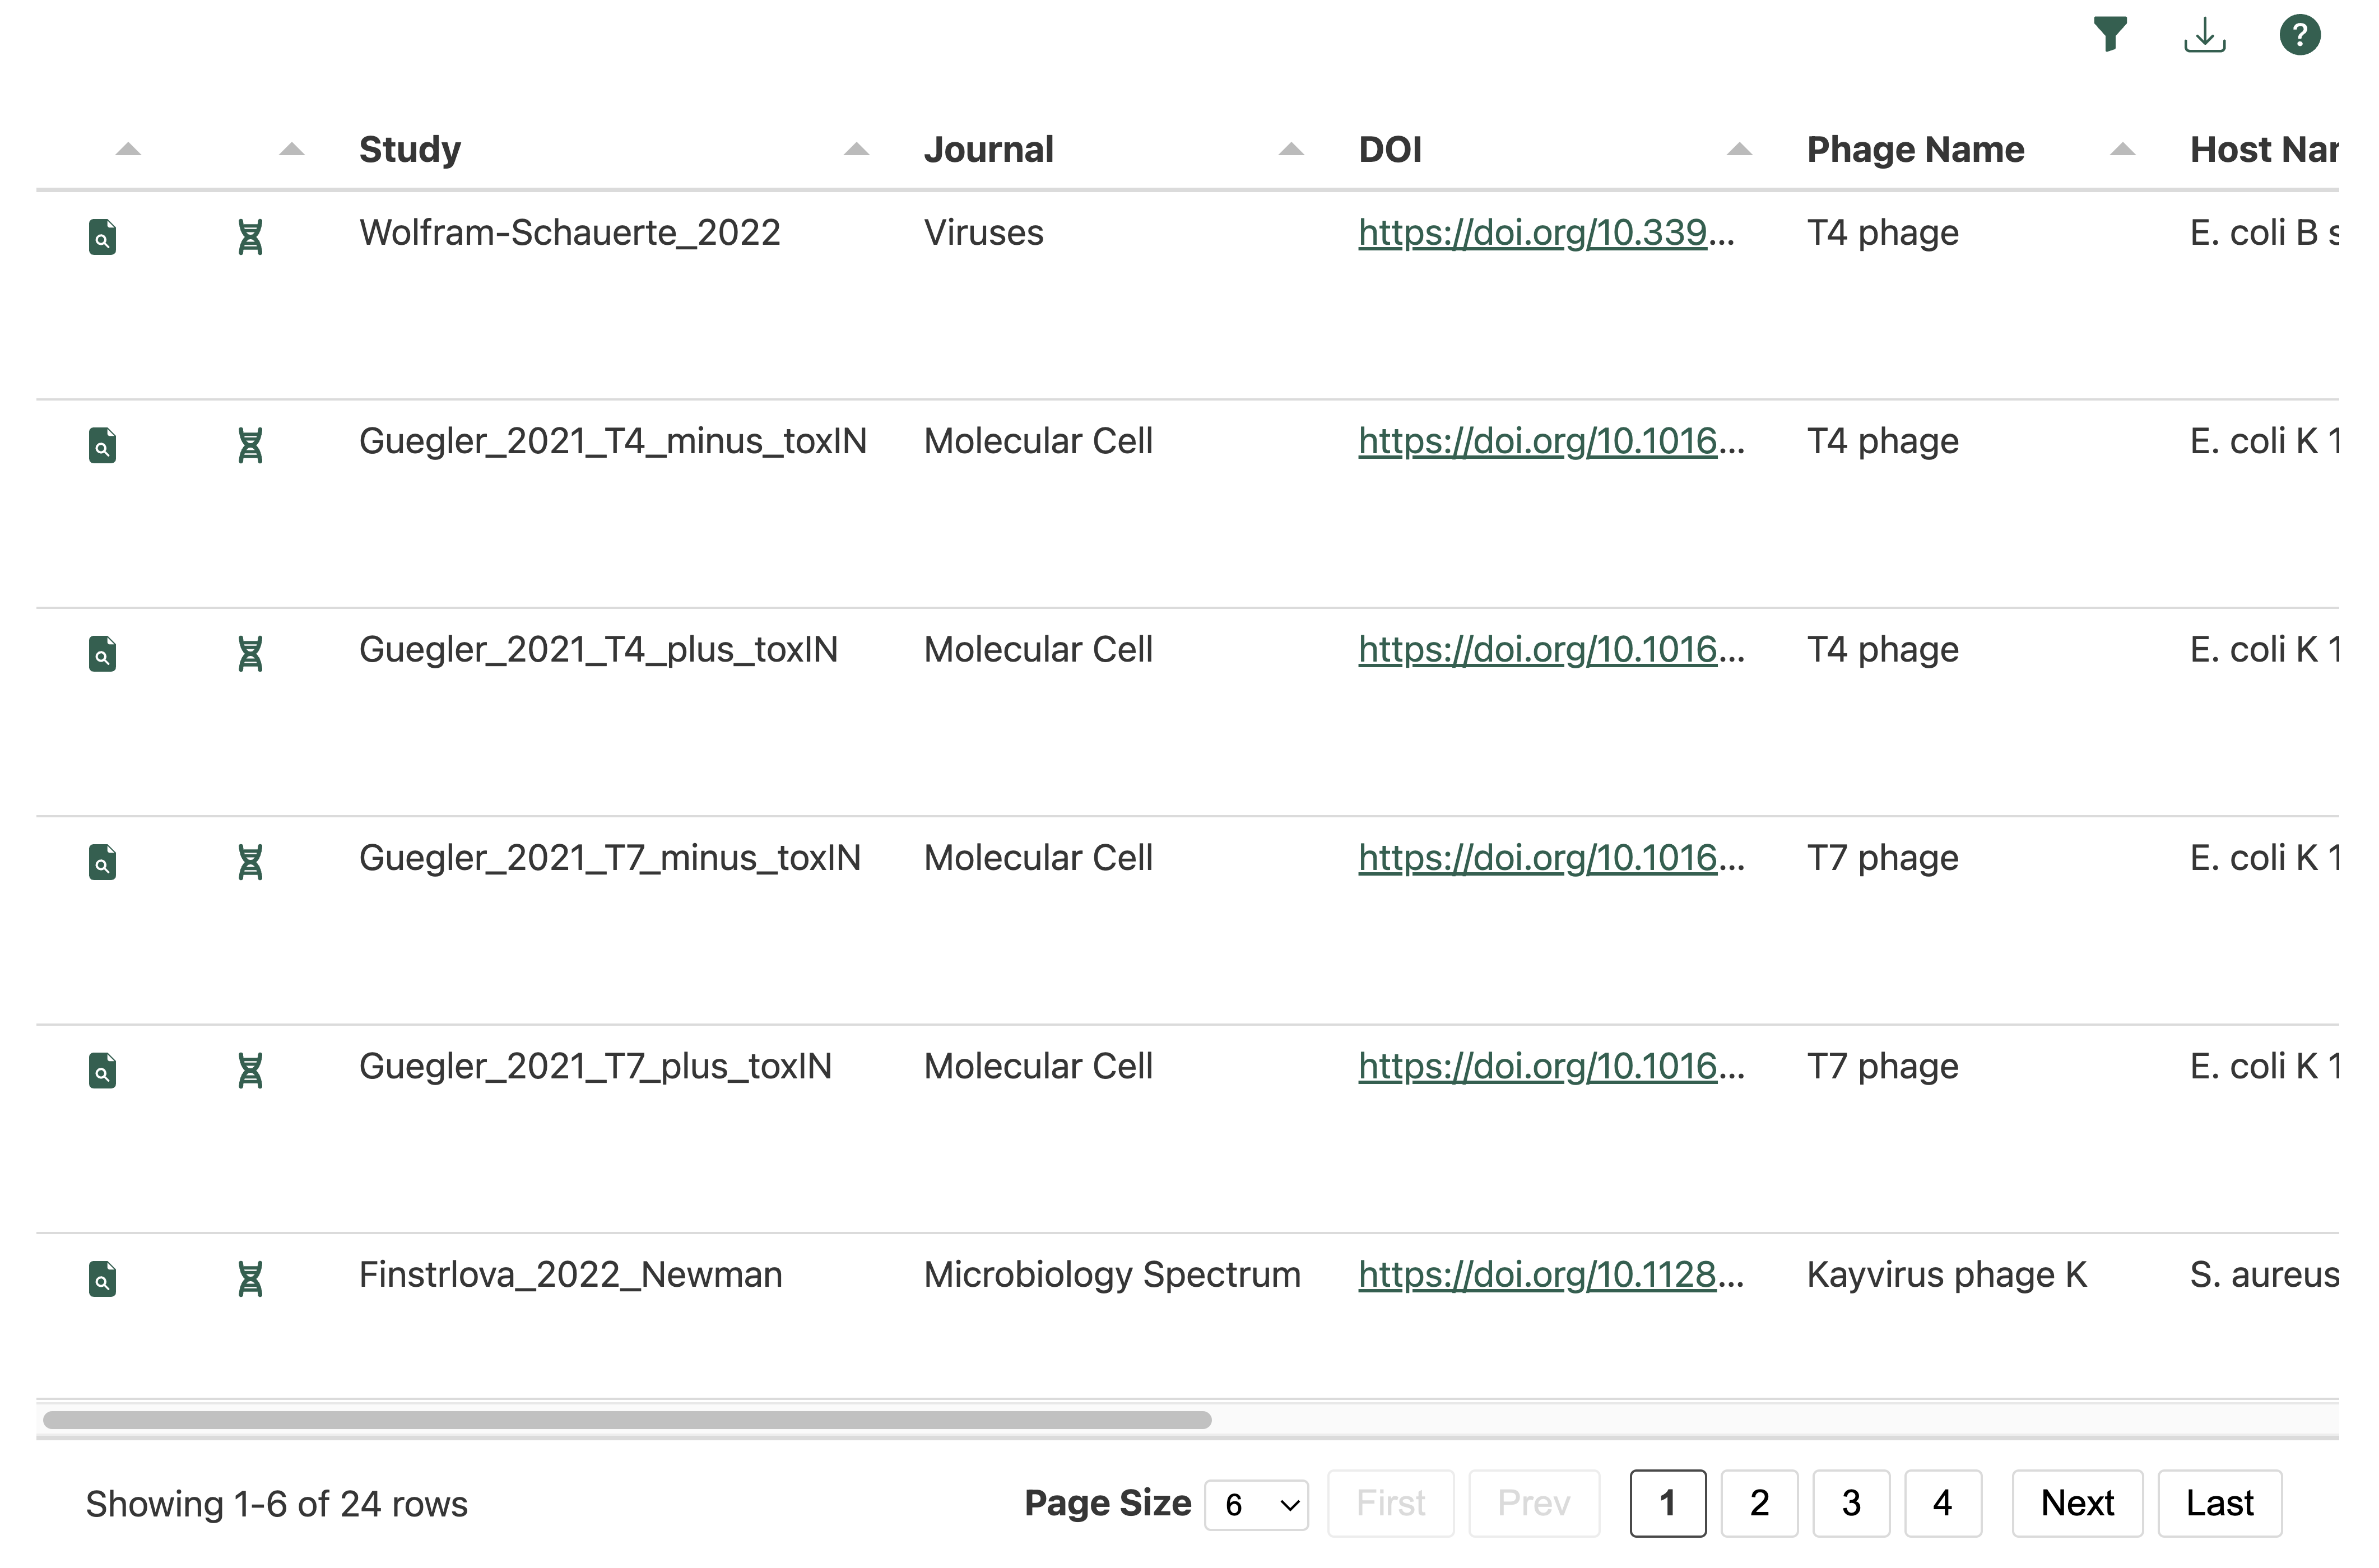 ?
Study Journal DOI Phage Name Host Nar
Wolfram-Schauerte_2022 Viruses https://doi.org/10.339... T4 phage E. coli B s
Guegler_2021_T4_minus_toxIN Molecular Cell https://doi.org/10.1016... T4 phage E. coli K 1
Guegler_2021_T4_plus_toxIN Molecular Cell https://doi.org/10.1016... T4 phage E. coli K 1
Guegler_2021_T7_minus_toxIN Molecular Cell https://doi.org/10.1016... T7 phage E. coli K 1
Guegler_2021_T7_plus_toxIN Molecular Cell https://doi.org/10.1016... T7 phage E. coli K 1
Finstrlova_2022_Newman Microbiology Spectrum https://doi.org/10.1128... Kayvirus phage K S. aureus
Showing 1-6 of 24 rows Page Size 6 First Prev 1 2 3 4 Next Last